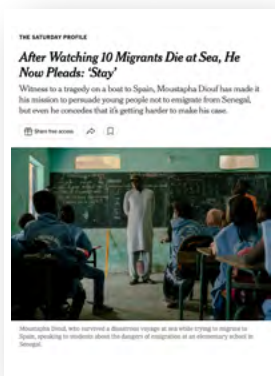 THE SATURDAY PROFILE
After Watching 10 Migrants Die at Sea, He
Now Pleads: ‘Stay’
Witness to a tragedy on a boat to Spain, Moustapha Diouf has made it
his mission to persuade young people not to emigrate from Senegal,
but even he concedes that it's getting harder to make his case.
Share free access
Moustapha Diouf, who survived a disastrous voyage at sea while trying to migrate to
Spain, speaking to students about the dangers of emigration at an elementary school in
Senegal.